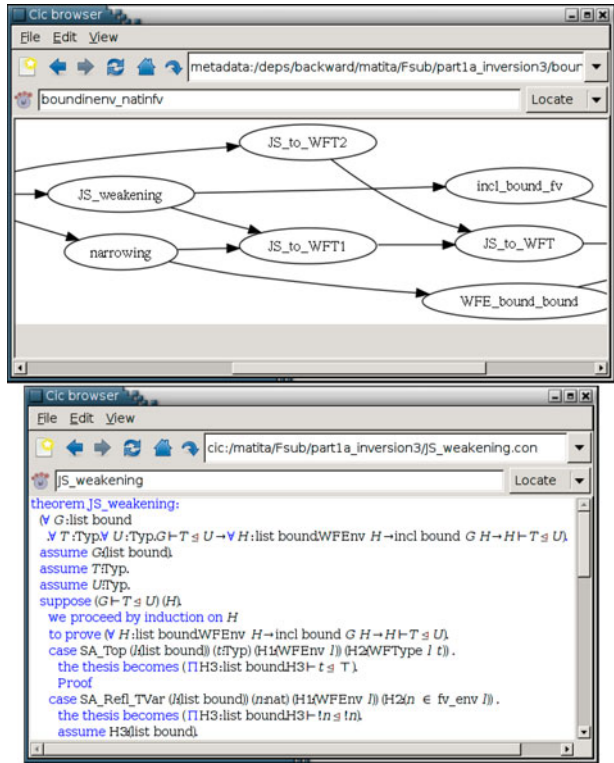 Cic browser
File Edit View
metadata:/deps/backward/matita/Fsub/part1a_inversion3/bour
boundinenv_natinfv Locate
JS_to_WFT2
JS_weakening
incl_bound_fv
narrowing
JS_to_WFT1
JS_to_WFT
WFE_bound_bound
Cic browser
File Edit View
cic:/matita/Fsub/part1a_inversion3/JS_weakening.con
JS_weakening Locate
theorem JS_weakening:
(∀ G:list bound
.∀ T:Typ.∀ U:Typ.G⊢T ⊴ U→∀ H:list bound.WFEnv H→incl bound G H→H⊢T ⊴ U).
assume G:(list bound).
assume T:Typ.
assume U:Typ.
suppose (G⊢T ⊴ U) (H).
we proceed by induction on H
to prove (∀ H:list bound.WFEnv H→incl bound G H→H⊢T ⊴ U).
case SA_Top (l:(list bound)) (t:Typ) (H1:(WFEnv l)) (H2:(WFType l t)) .
the thesis becomes (Π H3:list bound.H3⊢t ⊴ ⊤).
Proof
case SA_Refl_TVar (l:(list bound)) (n:nat) (H1:(WFEnv l)) (H2:(n ∈ fv_env l)) .
the thesis becomes (Π H3:list bound.H3⊢!n ⊴ !n).
assume H3:(list bound).